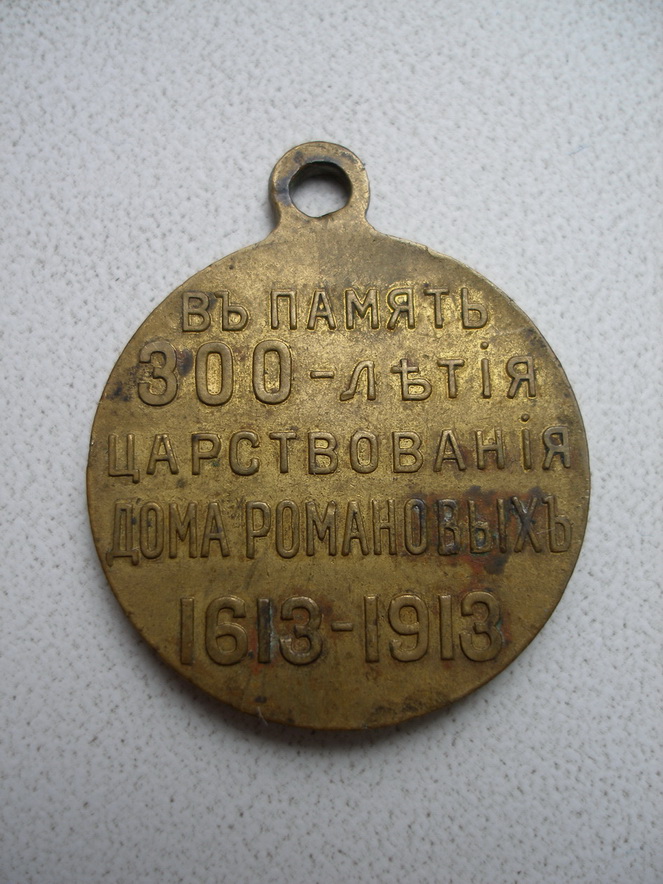 ВЪ ПАМЯТЬ
300-ЛѢТІЯ
ЦАРСТВОВАНІЯ
ДОМА РОМАНОВЫХЪ
1613-1913